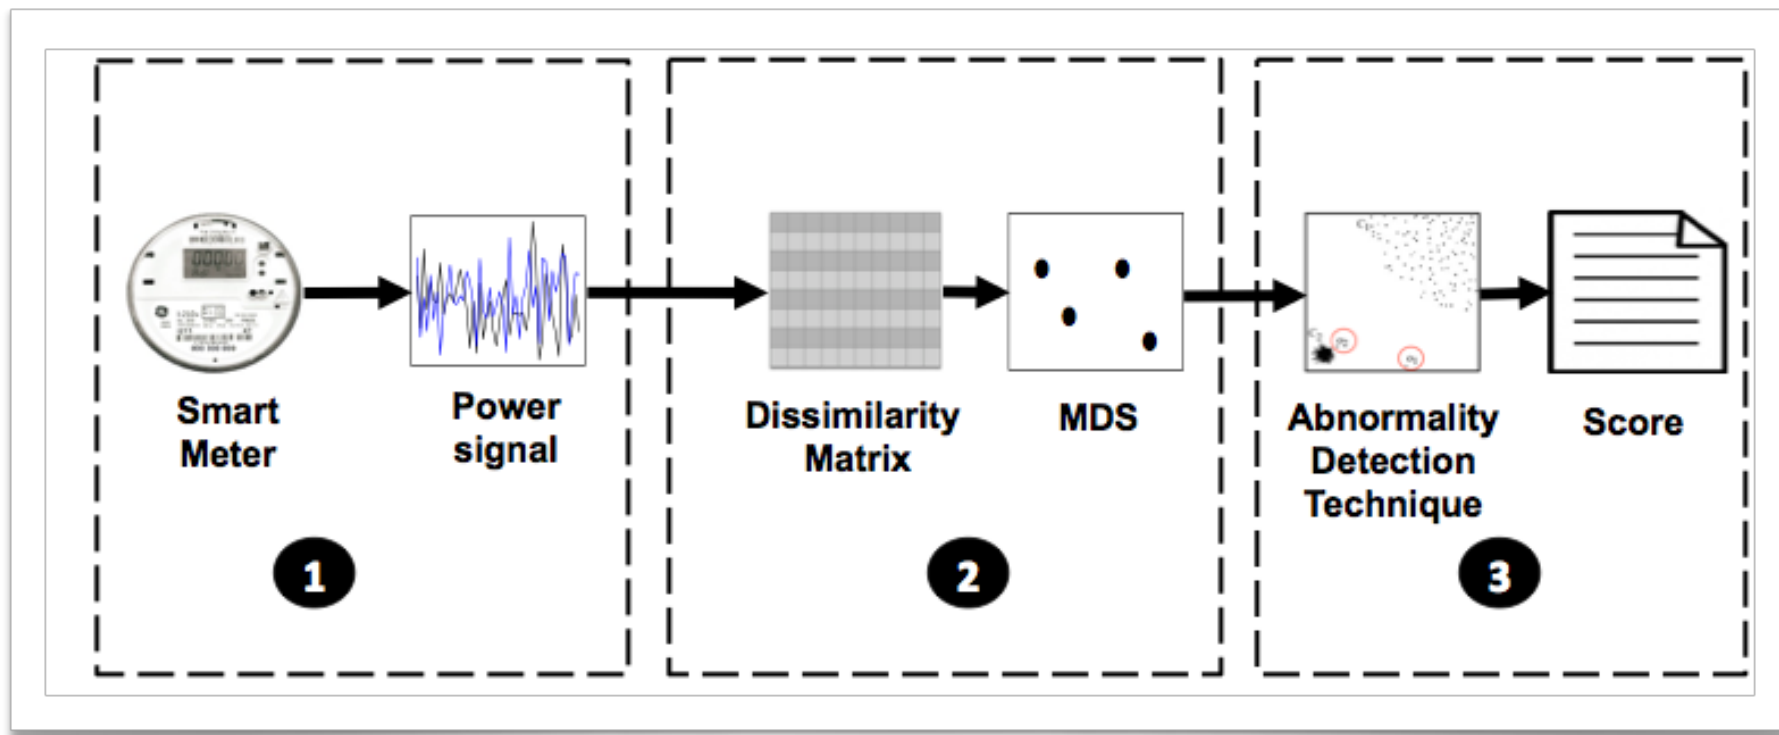 Smart
Meter
Power
signal
Dissimilarity
Matrix
MDS
Abnormality
Detection
Technique
Score
1
2
3